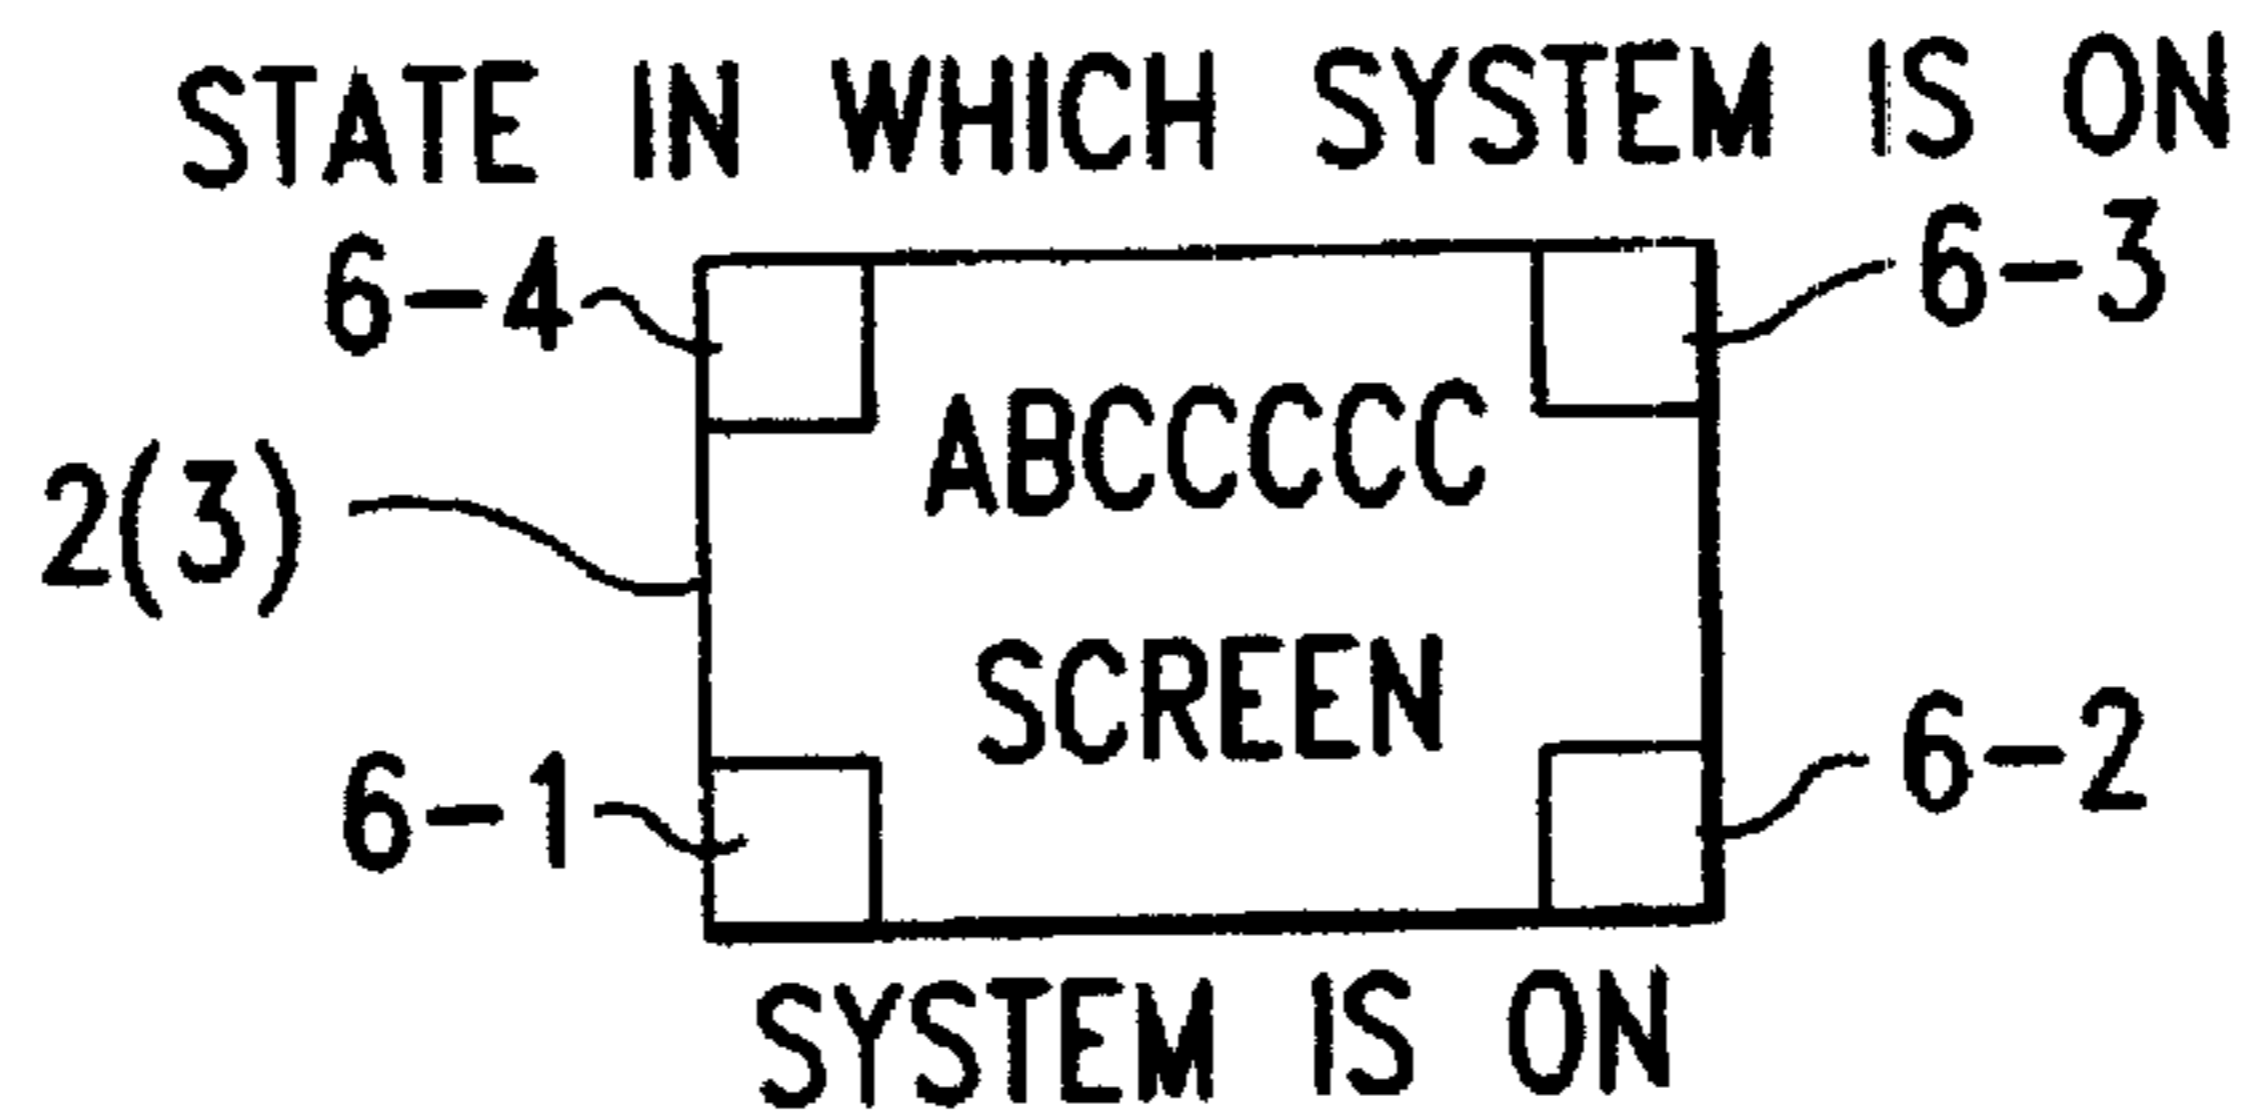 STATE IN WHICH SYSTEM IS ON
6-4
6-3
ABCCCCC
2(3)
SCREEN
6-1
6-2
SYSTEM IS ON